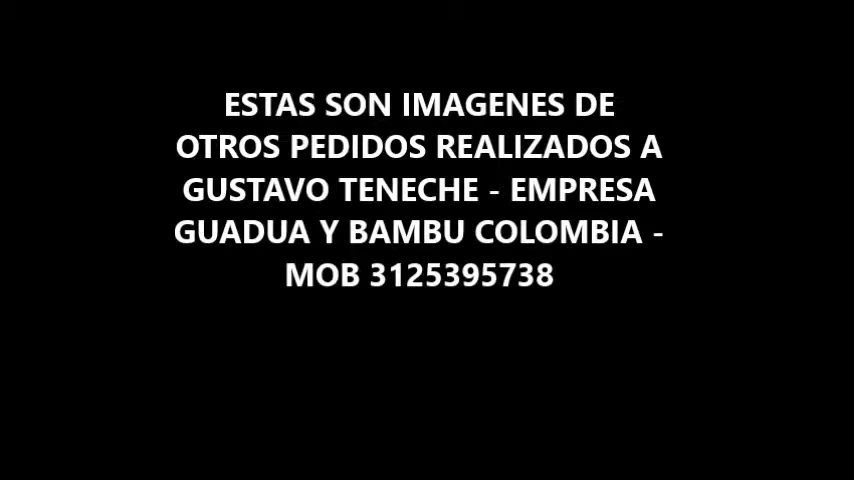 ESTAS SON IMAGENES DE
OTROS PEDIDOS REALIZADOS A
GUSTAVO TENECHE - EMPRESA
GUADUA Y BAMBU COLOMBIA -
MOB 3125395738